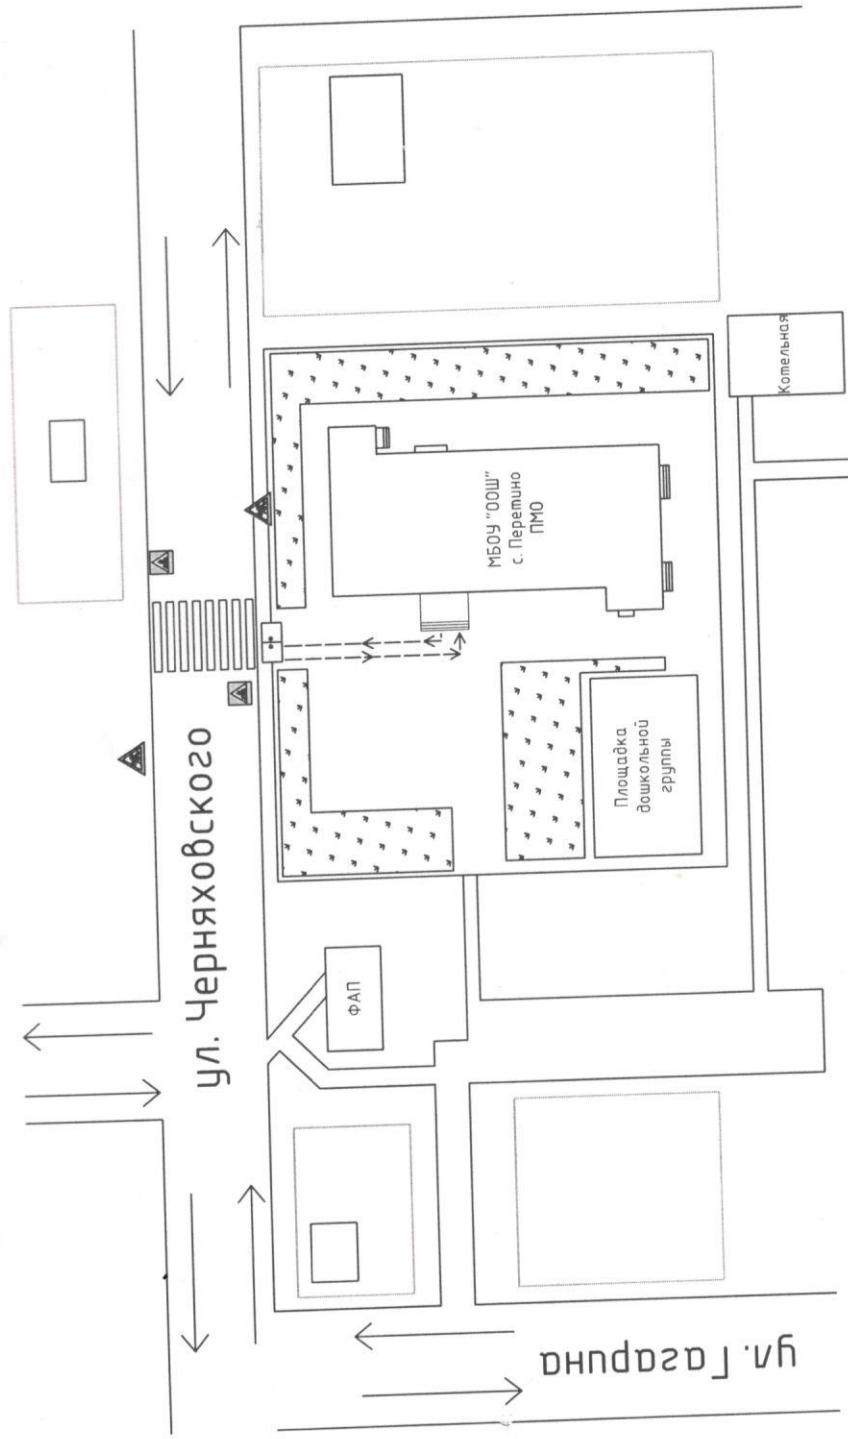 ул. Черняховского
Котельная
МБОУ "ООШ"
с. Перетино
ПМО
Площадка
дошкольной
группы
ФАП
ул. Гагарина